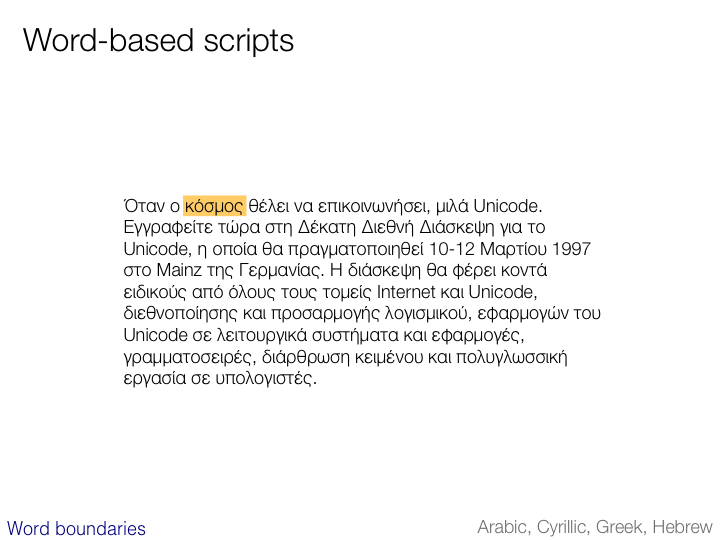 Word-based scripts
Όταν ο κόσμος θέλει να επικοινωνήσει, μιλά Unicode.
Εγγραφείτε τώρα στη Δέκατη Διεθνή Διάσκεψη για το
Unicode, η οποία θα πραγματοποιηθεί 10-12 Μαρτίου 1997
στο Mainz της Γερμανίας. Η διάσκεψη θα φέρει κοντά
ειδικούς από όλους τους τομείς Internet και Unicode,
διεθνοποίησης και προσαρμογής λογισμικού, εφαρμογών του
Unicode σε λειτουργικά συστήματα και εφαρμογές,
γραμματοσειρές, διάρθρωση κειμένου και πολυγλωσσική
εργασία σε υπολογιστές.
Word boundaries
Arabic, Cyrillic, Greek, Hebrew